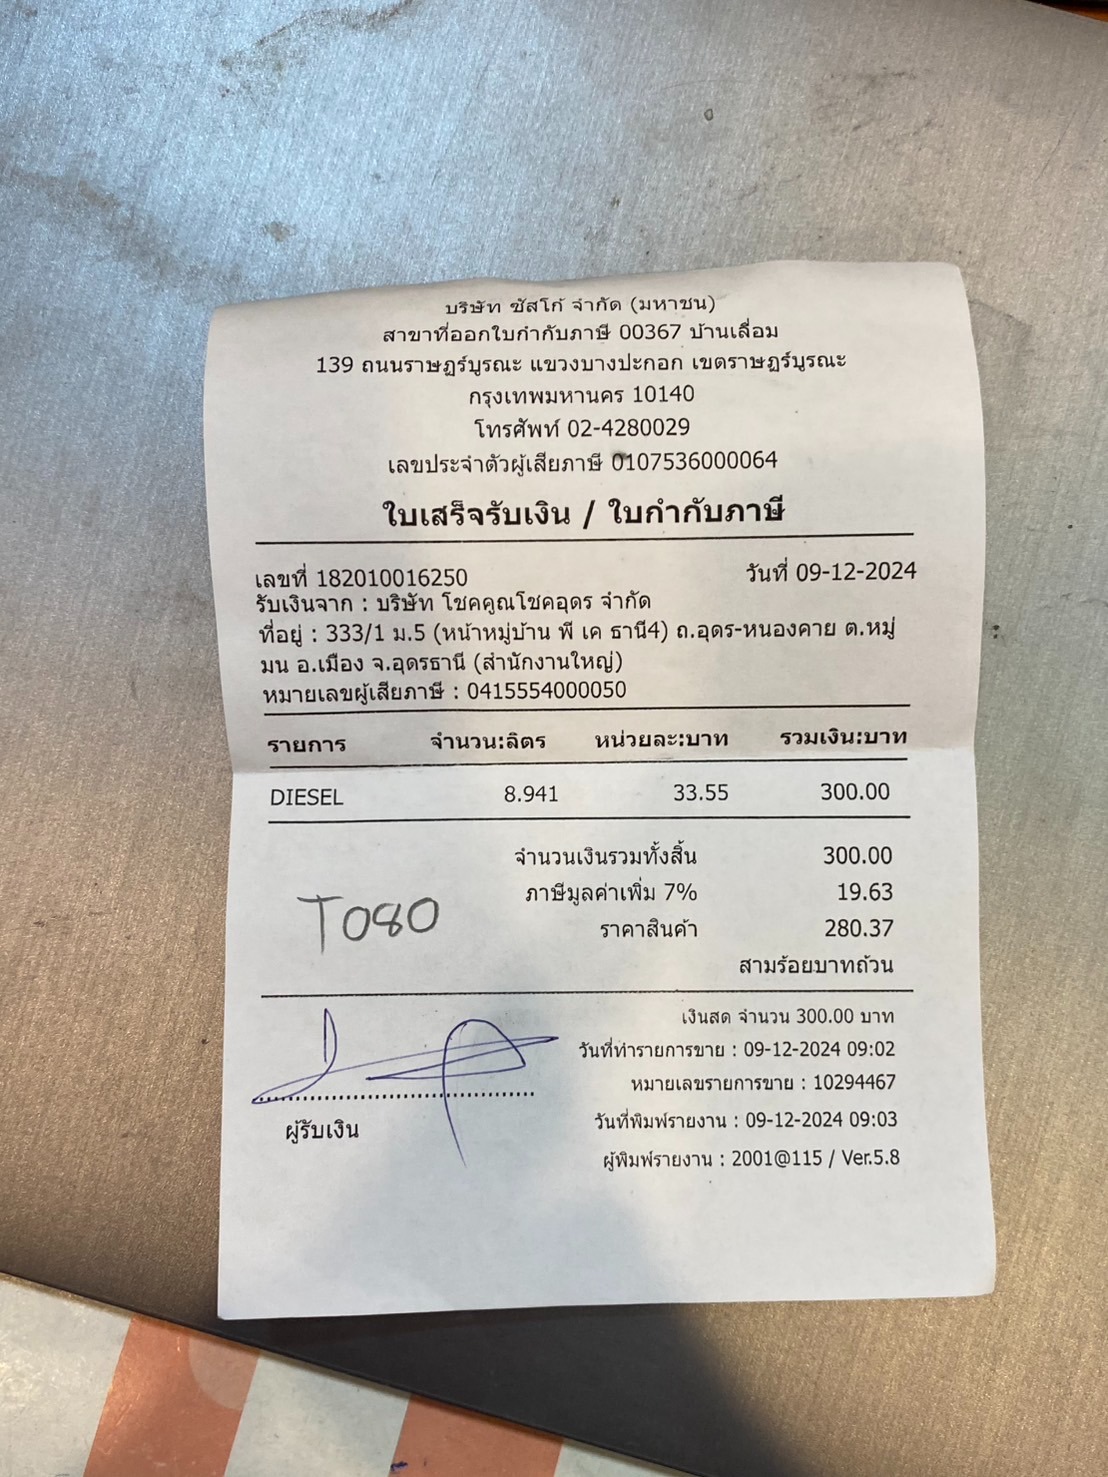 บริษัท ซัสโก้ จำกัด (มหาชน)
สาขาที่ออกใบกำกับภาษี 00367 บ้านเลื่อม
139 ถนนราษฏร์บูรณะ แขวงบางปะกอก เขตราษฏร์บูรณะ
กรุงเทพมหานคร 10140
โทรศัพท์ 02-4280029
เลขประจำตัวผู้เสียภาษี 0107536000064
ใบเสร็จรับเงิน / ใบกำกับภาษี
เลขที่ 182010016250 วันที่ 09-12-2024
รับเงินจาก : บริษัท โชคคูณโชคอุดร จำกัด
ที่อยู่ : 333/1 ม.5 (หน้าหมู่บ้าน พี เค ธานี4) ถ.อุดร-หนองคาย ต.หมู่
มน อ.เมือง จ.อุดรธานี (สำนักงานใหญ่)
หมายเลขผู้เสียภาษี : 0415554000050
รายการ จำนวน:ลิตร หน่วยละ:บาท รวมเงิน:บาท
DIESEL 8.941 33.55 300.00
จำนวนเงินรวมทั้งสิ้น 300.00
ภาษีมูลค่าเพิ่ม 7% 19.63
T080
ราคาสินค้า 280.37
สามร้อยบาทถ้วน
เงินสด จำนวน 300.00 บาท
วันที่ทำรายการขาย : 09-12-2024 09:02
หมายเลขรายการขาย : 10294467
วันที่พิมพ์รายงาน : 09-12-2024 09:03
ผู้รับเงิน
ผู้พิมพ์รายงาน : 2001@115 / Ver.5.8